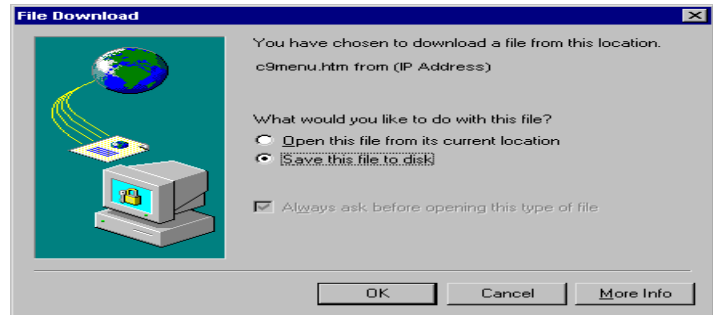 File Download
You have chosen to download a file from this location.
c9menu.htm from (IP Address)
What would you like to do with this file?
Open this file from its current location
Save this file to disk
Always ask before opening this type of file
OK Cancel More Info